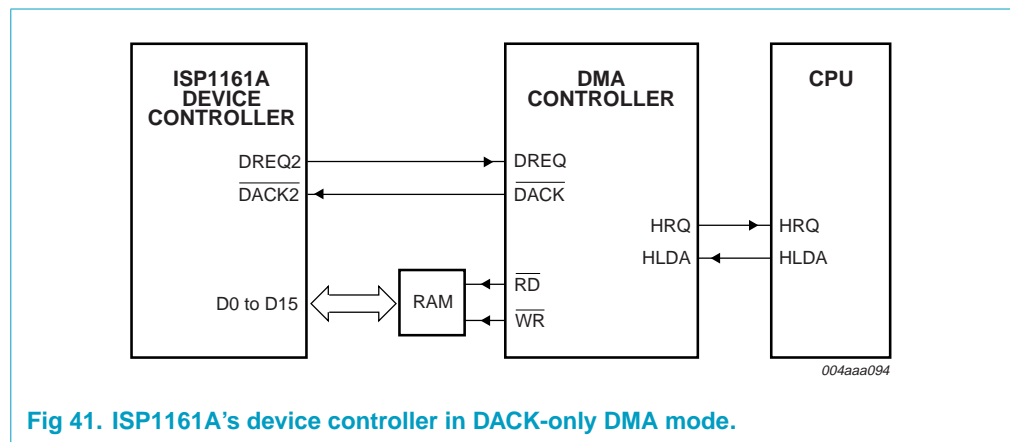 ISP1161A
DEVICE
CONTROLLER
DREQ2
DACK2
D0 to D15
RAM
DMA
CONTROLLER
DREQ
DACK
HRQ
HLDA
RD
WR
CPU
HRQ
HLDA
004aaa094
Fig 41. ISP1161A's device controller in DACK-only DMA mode.